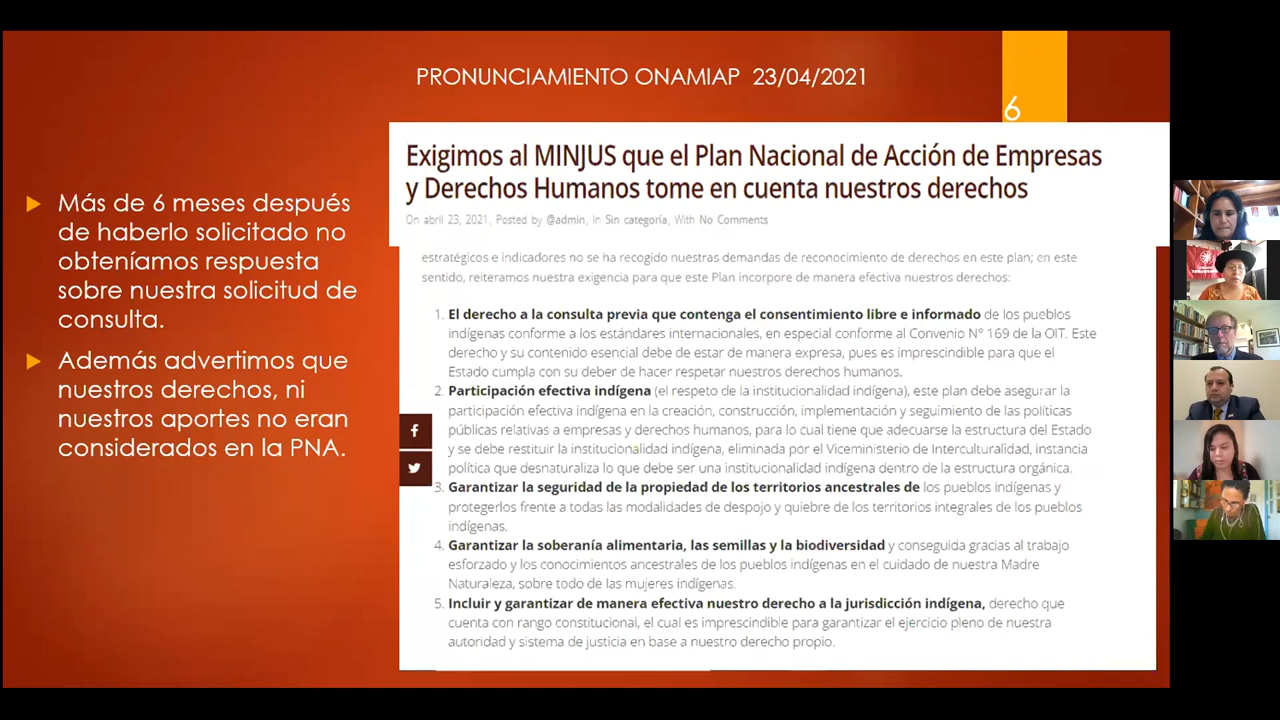 PRONUNCIAMIENTO ONAMIAP 23/04/2021
6
Más de 6 meses después
de haberlo solicitado no
obteníamos respuesta
sobre nuestra solicitud de
consulta.
Además advertimos que
nuestros derechos, ni
nuestros aportes no eran
considerados en la PNA.
Exigimos al MINJUS que el Plan Nacional de Acción de Empresas
y Derechos Humanos tome en cuenta nuestros derechos
On abril 23, 2021, Posted by @admin, In Sin categoría, With No Comments
estratégicos e indicadores no se ha recogido nuestras demandas de reconocimiento de derechos en este plan; en este
sentido, reiteramos nuestra exigencia para que este Plan incorpore de manera efectiva nuestros derechos:
1. El derecho a la consulta previa que contenga el consentimiento libre e informado de los pueblos
indígenas conforme a los estándares internacionales, en especial conforme al Convenio N° 169 de la OIT. Este
derecho y su contenido esencial debe de estar de manera expresa, pues es imprescindible para que el
Estado cumpla con su deber de hacer respetar nuestros derechos humanos.
2. Participación efectiva indígena (el respeto de la institucionalidad indígena), este plan debe asegurar la
participación efectiva indígena en la creación, construcción, implementación y seguimiento de las políticas
públicas relativas a empresas y derechos humanos, para lo cual tiene que adecuarse la estructura del Estado
y se debe restituir la institucionalidad indígena, eliminada por el Viceministerio de Interculturalidad, instancia
política que desnaturaliza lo que debe ser una institucionalidad indígena dentro de la estructura orgánica.
3. Garantizar la seguridad de la propiedad de los territorios ancestrales de los pueblos indígenas y
protegerlos frente a todas las modalidades de despojo y quiebre de los territorios integrales de los pueblos
indígenas.
4. Garantizar la soberanía alimentaria, las semillas y la biodiversidad y conseguida gracias al trabajo
esforzado y los conocimientos ancestrales de los pueblos indígenas en el cuidado de nuestra Madre
Naturaleza, sobre todo de las mujeres indígenas.
5. Incluir y garantizar de manera efectiva nuestro derecho a la jurisdicción indígena, derecho que
cuenta con rango constitucional, el cual es imprescindible para garantizar el ejercicio pleno de nuestra
autoridad y sistema de justicia en base a nuestro derecho propio.